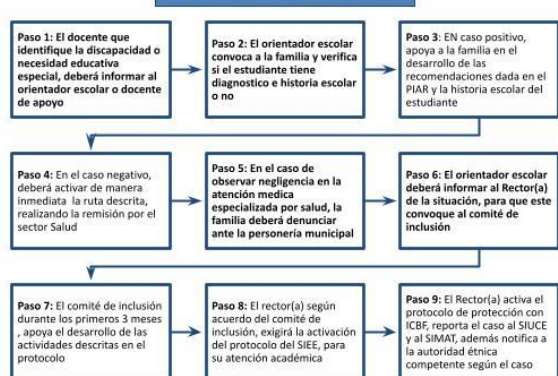 Paso 1: El docente que
identifique la discapacidad o
necesidad educativa
especial, deberá informar al
orientador escolar o docente
de apoyo
Paso 2: El orientador escolar
convoca a la familia y verifica
si el estudiante tiene
diagnostico e historia escolar
o no
Paso 3: EN caso positivo,
apoya a la familia en el
desarrollo de las
recomendaciones dada en el
PIAR y la historia escolar del
estudiante
Paso 4: En el caso negativo,
deberá activar de manera
inmediata la ruta descrita,
realizando la remisión por el
sector Salud
Paso 5: En el caso de
observar negligencia en la
atención medica
especializada por salud, la
familia deberá denunciar
ante la personería municipal
Paso 6: El orientador escolar
deberá informar al Rector(a)
de la situación, para que este
convoque al comité de
inclusión
Paso 7: El comité de inclusión
durante los primeros 3 meses
, apoya el desarrollo de las
actividades descritas en el
protocolo
Paso 8: El rector(a) según
acuerdo del comité de
inclusión, exigirá la activación
del protocolo del SIEE, para
su atención académica
Paso 9: El Rector(a) activa el
protocolo de protección con
ICBF, reporta el caso al SIUCE
y al SIMAT, además notifica a
la autoridad étnica
competente según el caso